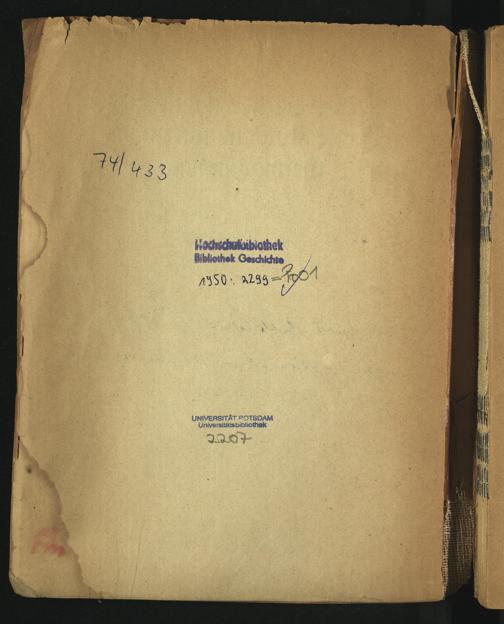 74/433
Hochschulbibliothek
Bibliothek Geschichte
1950: 2299 =
UNIVERSITÄT POTSDAM
Universitätsbibliothek
2207